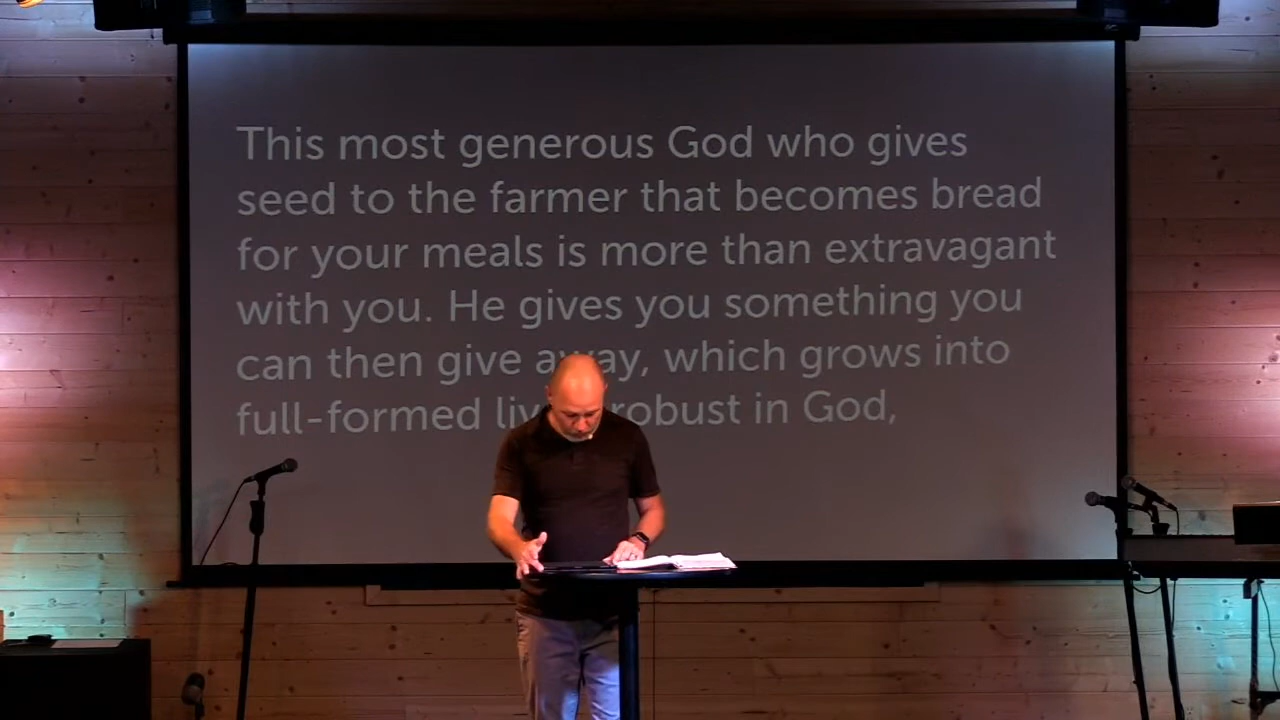 This most generous God who gives
seed to the farmer that becomes bread
for your meals is more than extravagant
with you. He gives you something you
can then give away, which grows into
full-formed robust in God,